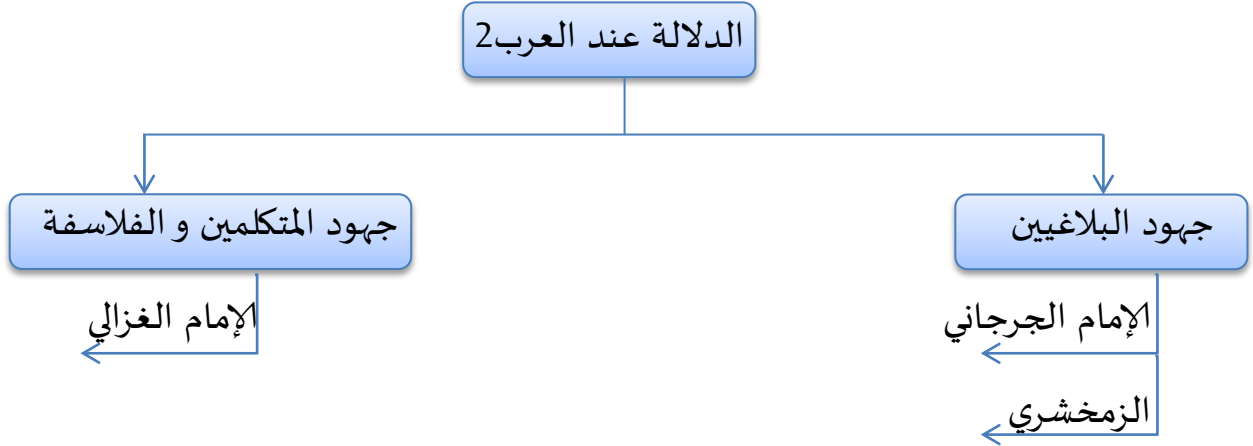 الدلالة عند العرب2
جهود البلاغيين
جهود المتكلمين و الفلاسفة
الإمام الجرجاني
الإمام الغزالي
الزمخشري